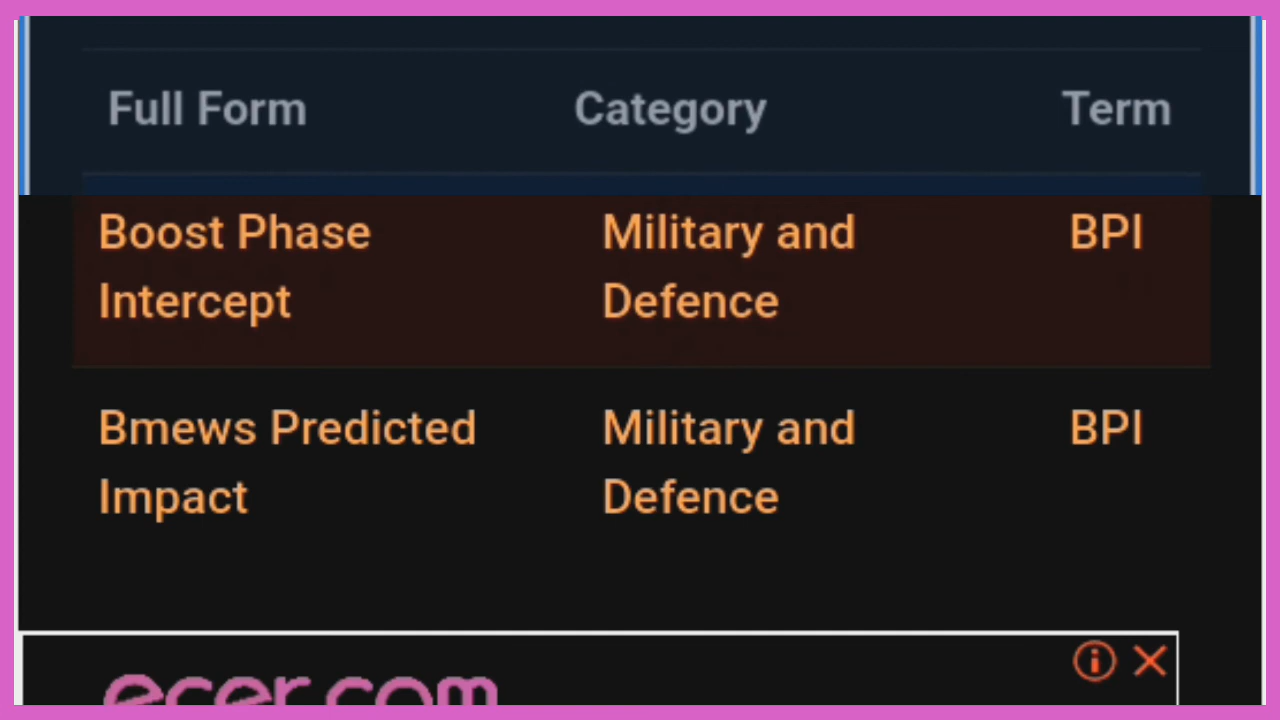 Full Form Category Term
Boost Phase Military and BPI
Intercept Defence
Bmews Predicted Military and BPI
Impact Defence
ecer.com